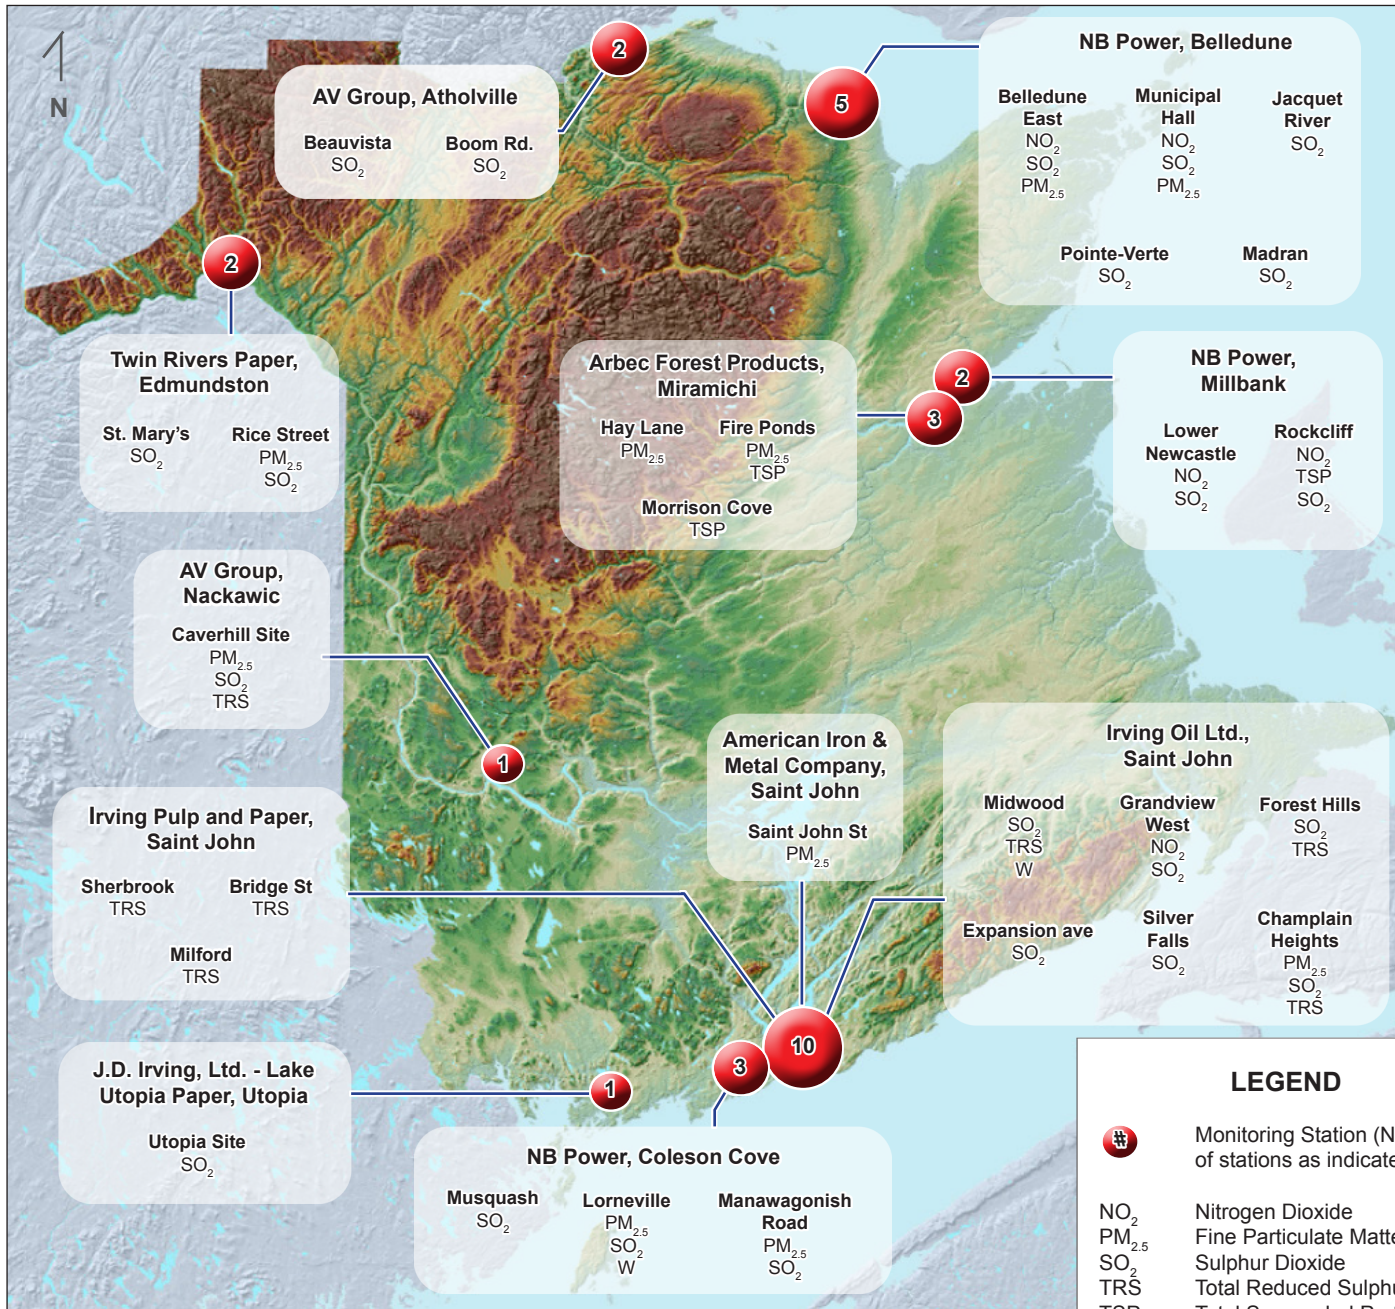 N
2
AV Group, Atholville
Beauvista
SO2
Boom Rd.
SO2
5
NB Power, Belledune
Belledune
East
NO2
SO2
PM2.5
Municipal
Hall
NO2
SO2
PM2.5
Jacquet
River
SO2
Pointe-Verte
SO2
Madran
SO2
2
Twin Rivers Paper,
Edmundston
St. Mary's
SO2
Rice Street
PM2.5
SO2
Arbec Forest Products,
Miramichi
Hay Lane
PM2.5
Fire Ponds
PM2.5
TSP
Morrison Cove
TSP
2
3
NB Power,
Millbank
Lower
Newcastle
NO2
SO2
Rockcliff
NO2
TSP
SO2
AV Group,
Nackawic
Caverhill Site
PM2.5
SO2
TRS
1
American Iron &
Metal Company,
Saint John
Saint John St
PM2.5
Irving Oil Ltd.,
Saint John
Midwood
SO2
TRS
W
Grandview
West
NO2
SO2
Forest Hills
SO2
TRS
Expansion ave
SO2
Silver
Falls
SO2
Champlain
Heights
PM2.5
SO2
TRS
Irving Pulp and Paper,
Saint John
Sherbrook
TRS
Bridge St
TRS
Milford
TRS
10
3
1
J.D. Irving, Ltd. - Lake
Utopia Paper, Utopia
Utopia Site
SO2
NB Power, Coleson Cove
Musquash
SO2
Lorneville
PM2.5
SO2
W
Manawagonish
Road
PM2.5
SO2
LEGEND
# Monitoring Station (N
of stations as indicate
NO2 Nitrogen Dioxide
PM2.5 Fine Particulate Matte
SO2 Sulphur Dioxide
TRS Total Reduced Sulphu